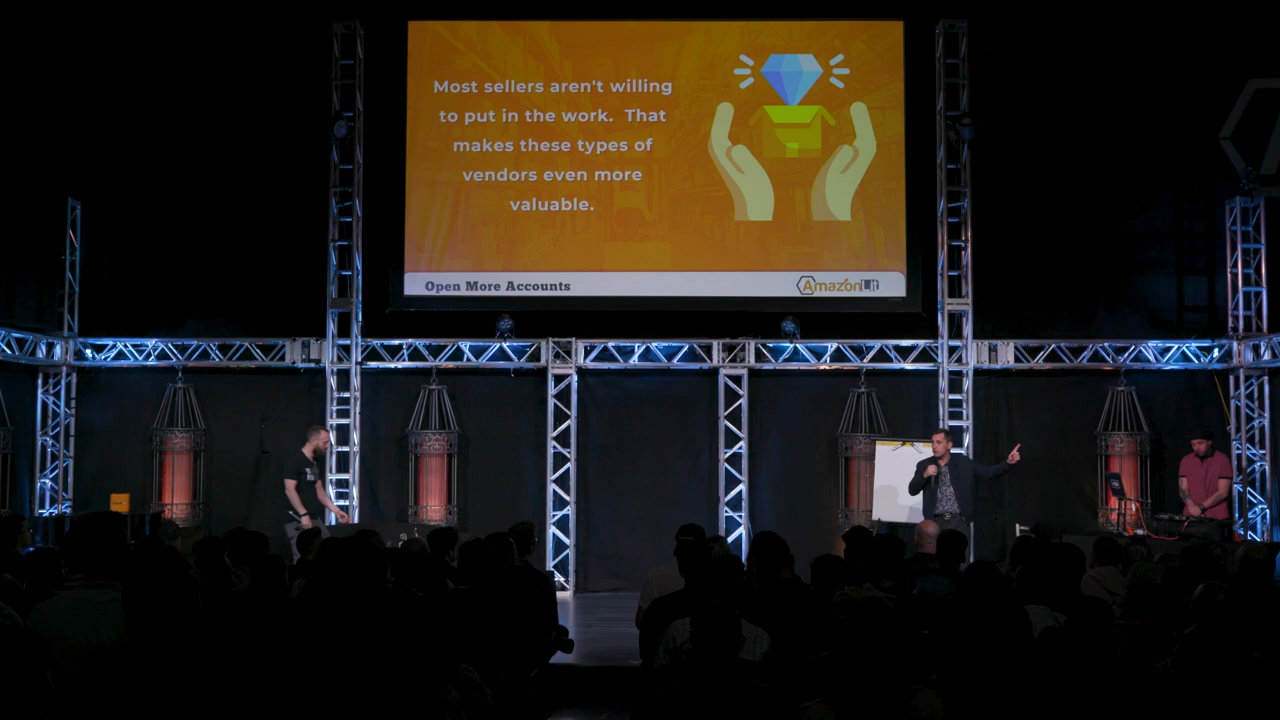 Most sellers aren't willing
to put in the work.  That
makes these types of
vendors even more
valuable.
Open More Accounts
AmazonLit